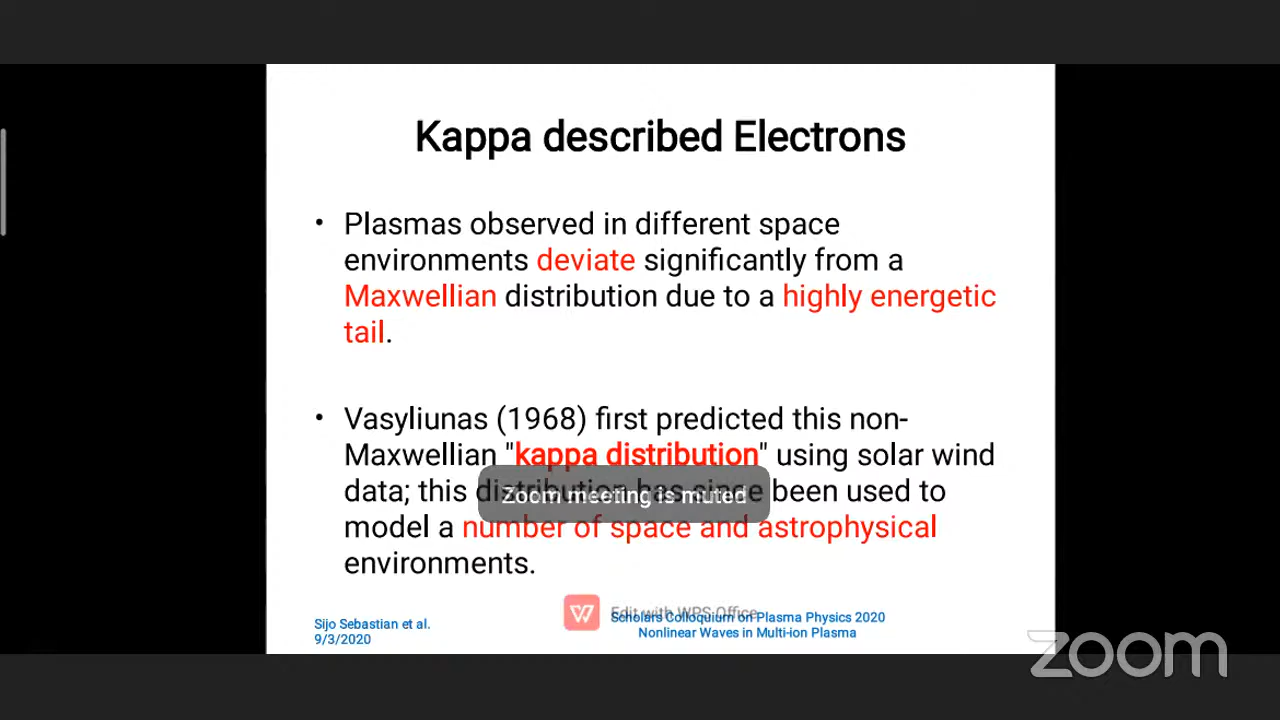 Kappa described Electrons
• Plasmas observed in different space
environments deviate significantly from a
Maxwellian distribution due to a highly energetic
tail.
• Vasyliunas (1968) first predicted this non-
Maxwellian "kappa distribution" using solar wind
data; this distribution has since been used to
Zoom meeting is muted
model a number of space and astrophysical
environments.
Edit with WPS Office
Sijo Sebastian et al.
9/3/2020
Scholars Colloquium on Plasma Physics 2020
Nonlinear Waves in Multi-ion Plasma
zoom